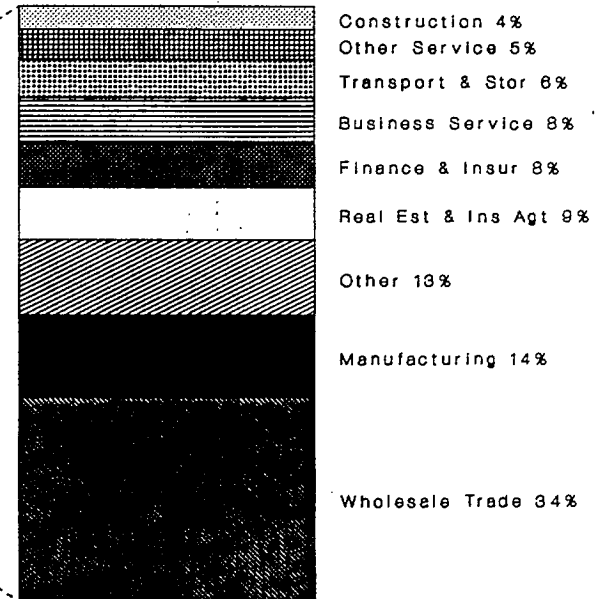 Construction 4%
Other Service 5%
Transport & Stor 6%
Business Service 8%
Finance & Insur 8%
Real Est & Ins Agt 9%
Other 13%
Manufacturing 14%
Wholesale Trade 34%